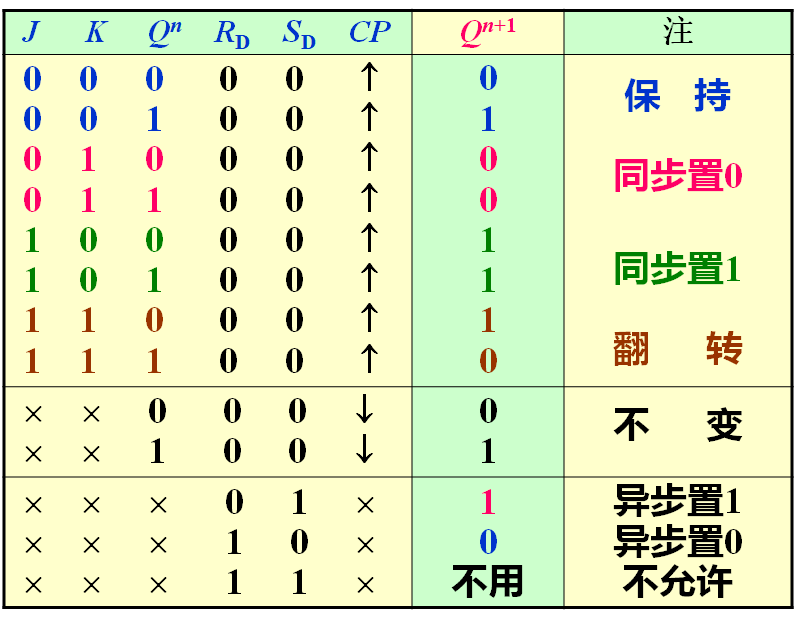 J K Qⁿ R_D S_D CP Qⁿ⁺¹ 注
0 0 0 0 0 ↑ 0
0 0 1 0 0 ↑ 1
保 持
0 1 0 0 0 ↑ 0
0 1 1 0 0 ↑ 0
同步置0
1 0 0 0 0 ↑ 1
1 0 1 0 0 ↑ 1
同步置1
1 1 0 0 0 ↑ 1
1 1 1 0 0 ↑ 0
翻 转
× × 0 0 0 ↓ 0
× × 1 0 0 ↓ 1
不 变
× × × 0 1 × 1 异步置1
× × × 1 0 × 0 异步置0
× × × 1 1 × 不用 不允许